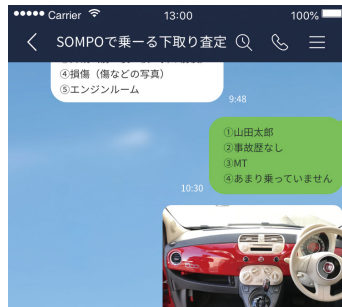 Carrier 13:00 100%
SOMPOで乗ーる下取り査定
④損傷（傷などの写真）
⑤エンジンルーム
9:48
①山田太郎
②事故歴なし
③MT
④あまり乗っていません
10:30